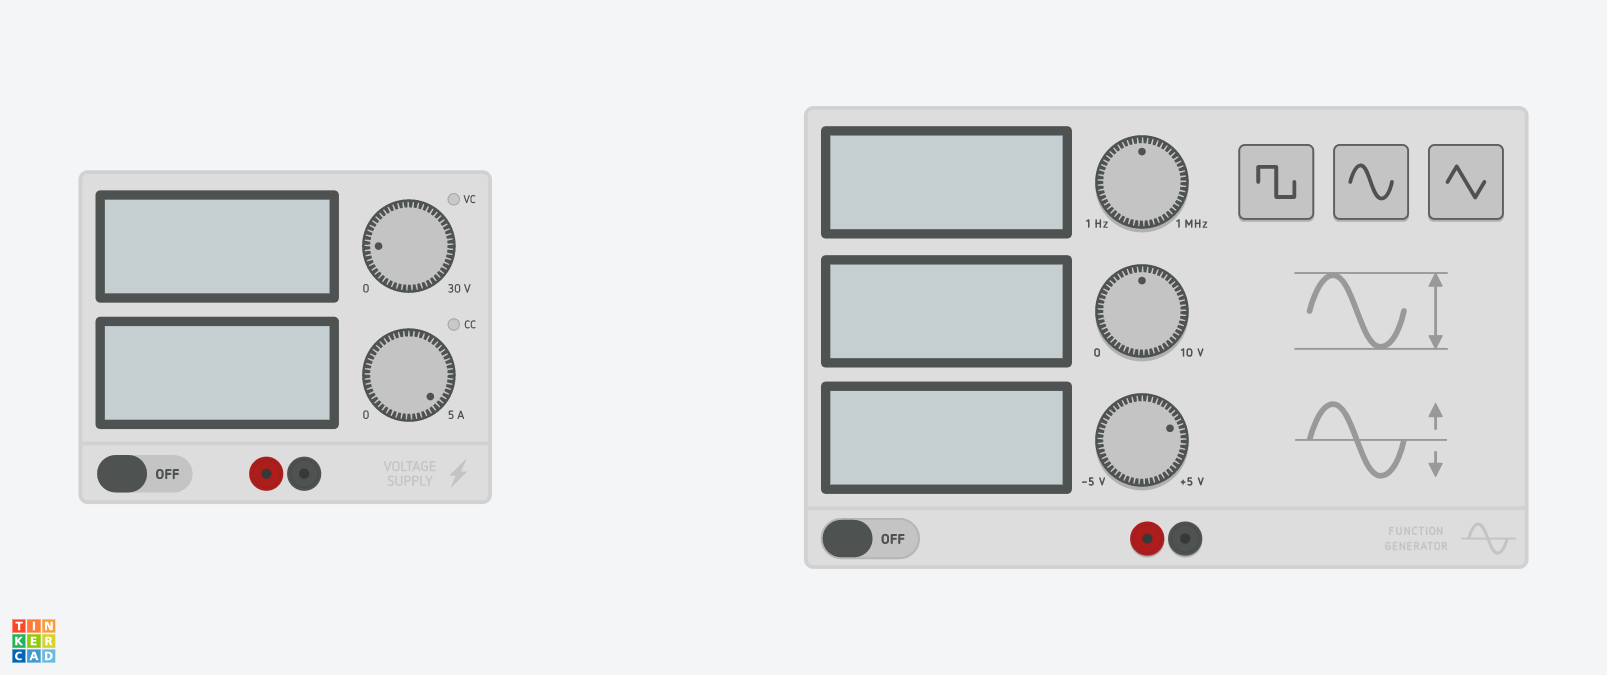 VC
0
30 V
CC
0
5 A
OFF
VOLTAGE
SUPPLY
1 Hz
1 MHz
0
10 V
-5 V
+5 V
OFF
FUNCTION
GENERATOR
TIN
KER
CAD